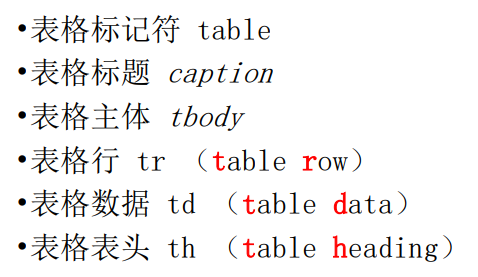 •表格标记符 table
•表格标题 caption
•表格主体 tbody
•表格行 tr （table row）
•表格数据 td （table data）
•表格表头 th （table heading）